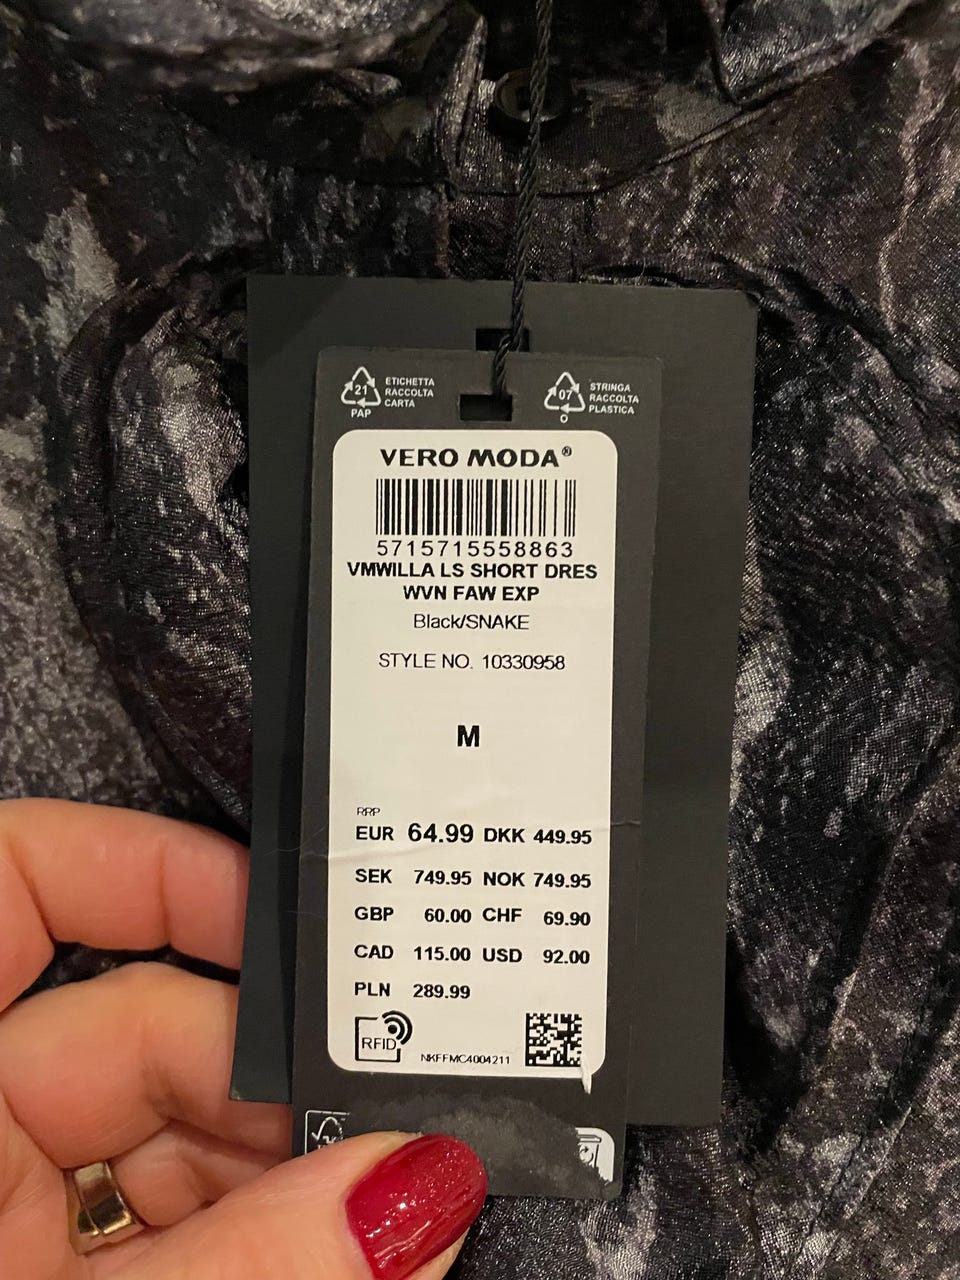 21
PAP
ETICHETTA
RACCOLTA
CARTA
07
O
STRINGA
RACCOLTA
PLASTICA
VERO MODA®
5715715558863
VMWILLA LS SHORT DRES
WVN FAW EXP
Black/SNAKE
STYLE NO. 10330958
M
RRP
EUR 64.99 DKK 449.95
SEK 749.95 NOK 749.95
GBP 60.00 CHF 69.90
CAD 115.00 USD 92.00
PLN 289.99
RFID
NKFFMC4004211